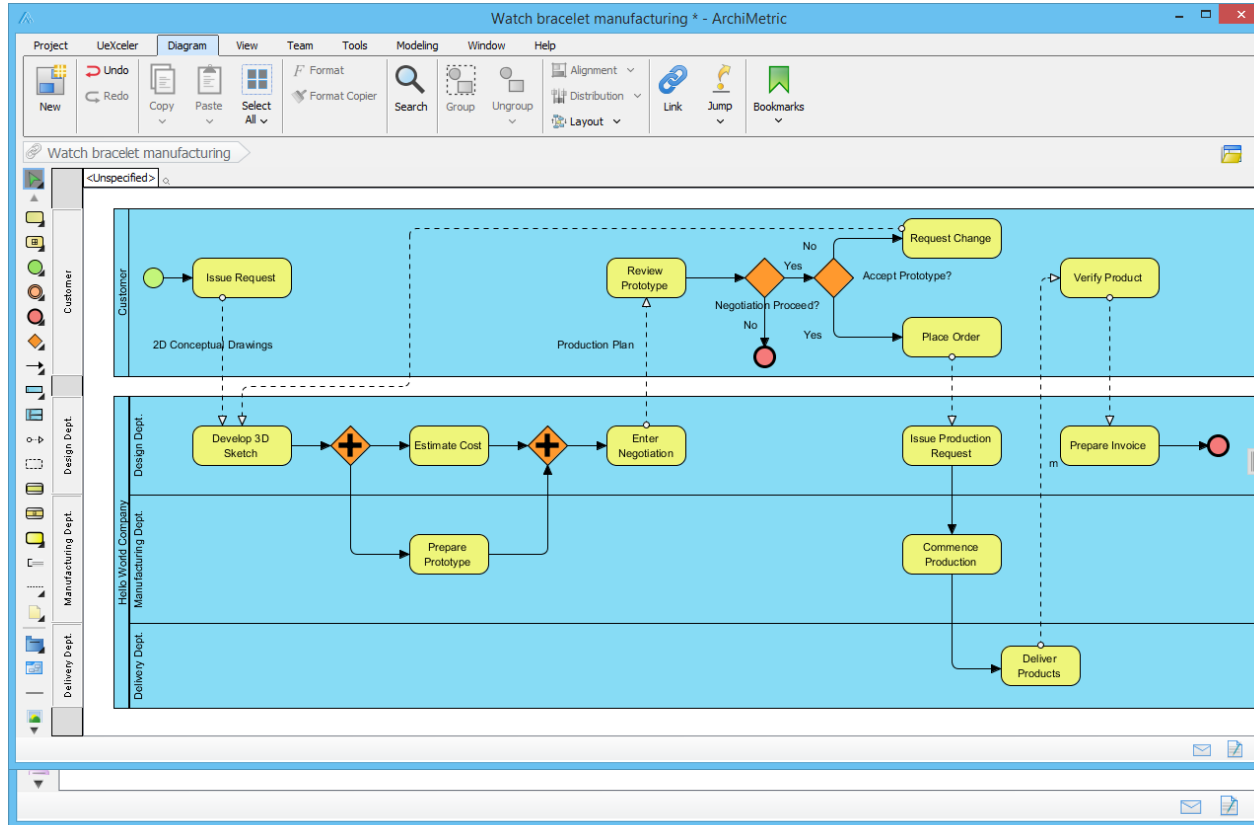 Watch bracelet manufacturing * - ArchiMetric
Project UeXceler Diagram View Team Tools Modeling Window Help
New
Undo
Redo
Copy
Paste
Select
All
F Format
Format Copier
Search
Group
Ungroup
Alignment
Distribution
Layout
Link
Jump
Bookmarks
Watch bracelet manufacturing
<Unspecified>
Customer
Design Dept.
Manufacturing Dept.
Delivery Dept.
Customer
Issue Request
2D Conceptual Drawings
Review
Prototype
Production Plan
Negotiation Proceed?
Yes
No
No
Yes
Accept Prototype?
Request Change
Place Order
Verify Product
Hello World Company
Design Dept.
Develop 3D
Sketch
Estimate Cost
Enter
Negotiation
Issue Production
Request
Prepare Invoice
m
Manufacturing Dept.
Prepare
Prototype
Commence
Production
Delivery Dept.
Deliver
Products